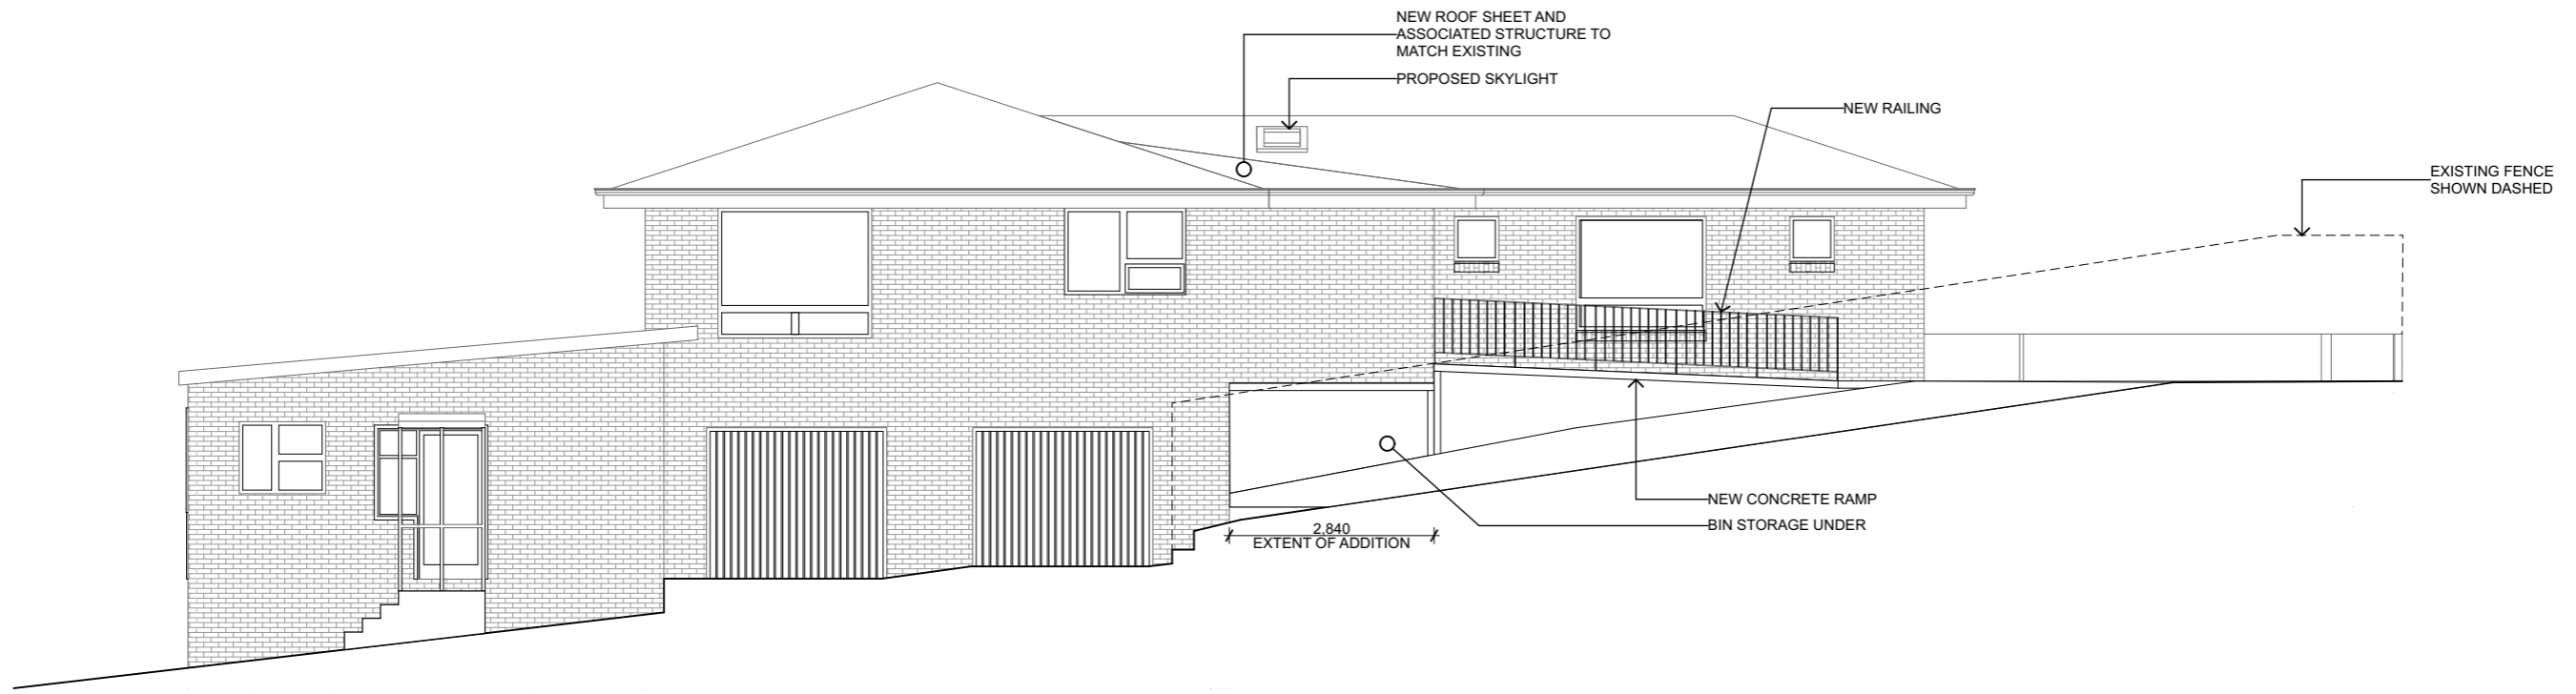 NEW ROOF SHEET AND
ASSOCIATED STRUCTURE TO
MATCH EXISTING
PROPOSED SKYLIGHT
NEW RAILING
EXISTING FENCE
SHOWN DASHED
NEW CONCRETE RAMP
BIN STORAGE UNDER
2,840
EXTENT OF ADDITION